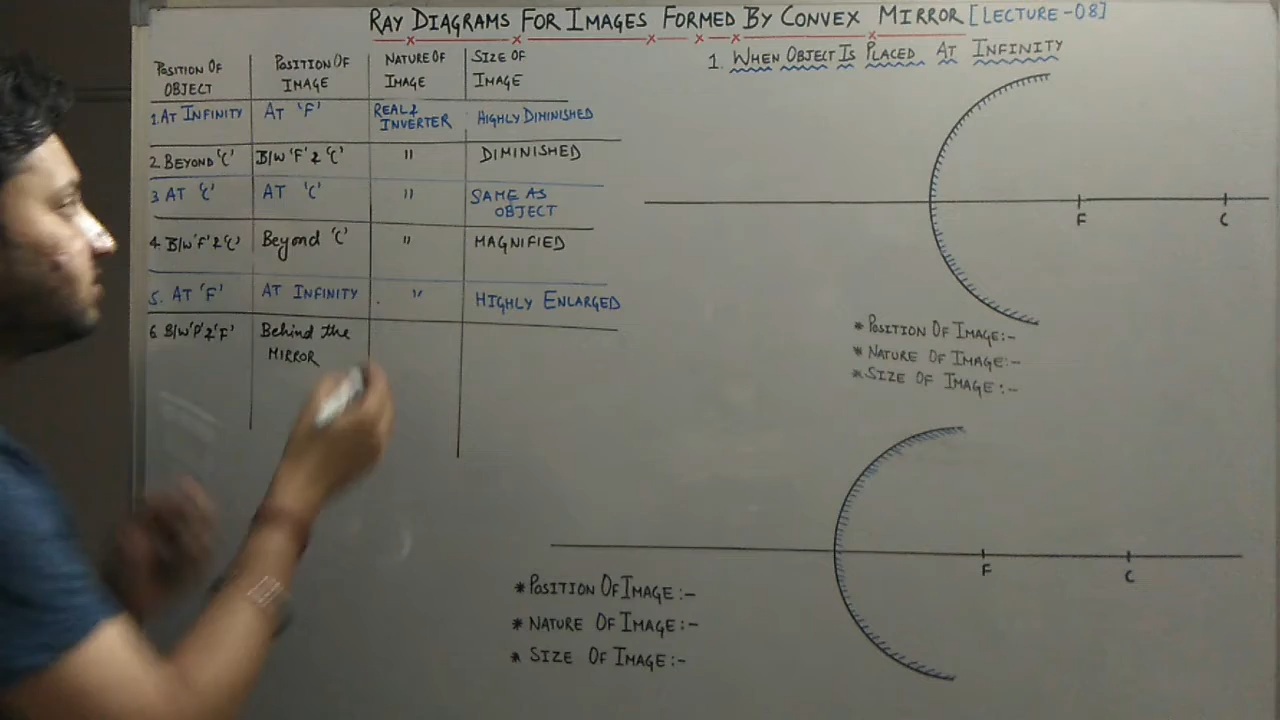 RAY DIAGRAMS FOR IMAGES FORMED BY CONVEX MIRROR [LECTURE-08]
POSITION OF OBJECT
POSITION OF IMAGE
NATURE OF IMAGE
SIZE OF IMAGE
1. AT INFINITY
AT 'F'
REAL & INVERTER
HIGHLY DIMINISHED
2. BEYOND 'C'
B/W 'F' & 'C'
"
DIMINISHED
3 AT 'C'
AT 'C'
"
SAME AS OBJECT
4. B/W 'F' & 'C'
Beyond 'C'
"
MAGNIFIED
5. AT 'F'
AT INFINITY
"
HIGHLY ENLARGED
6 B/W 'P' & 'F'
Behind the MIRROR
1. WHEN OBJECT IS PLACED AT INFINITY
F
C
* POSITION OF IMAGE:-
* NATURE OF IMAGE:-
* SIZE OF IMAGE:-
F
C
* POSITION OF IMAGE:-
* NATURE OF IMAGE:-
* SIZE OF IMAGE:-